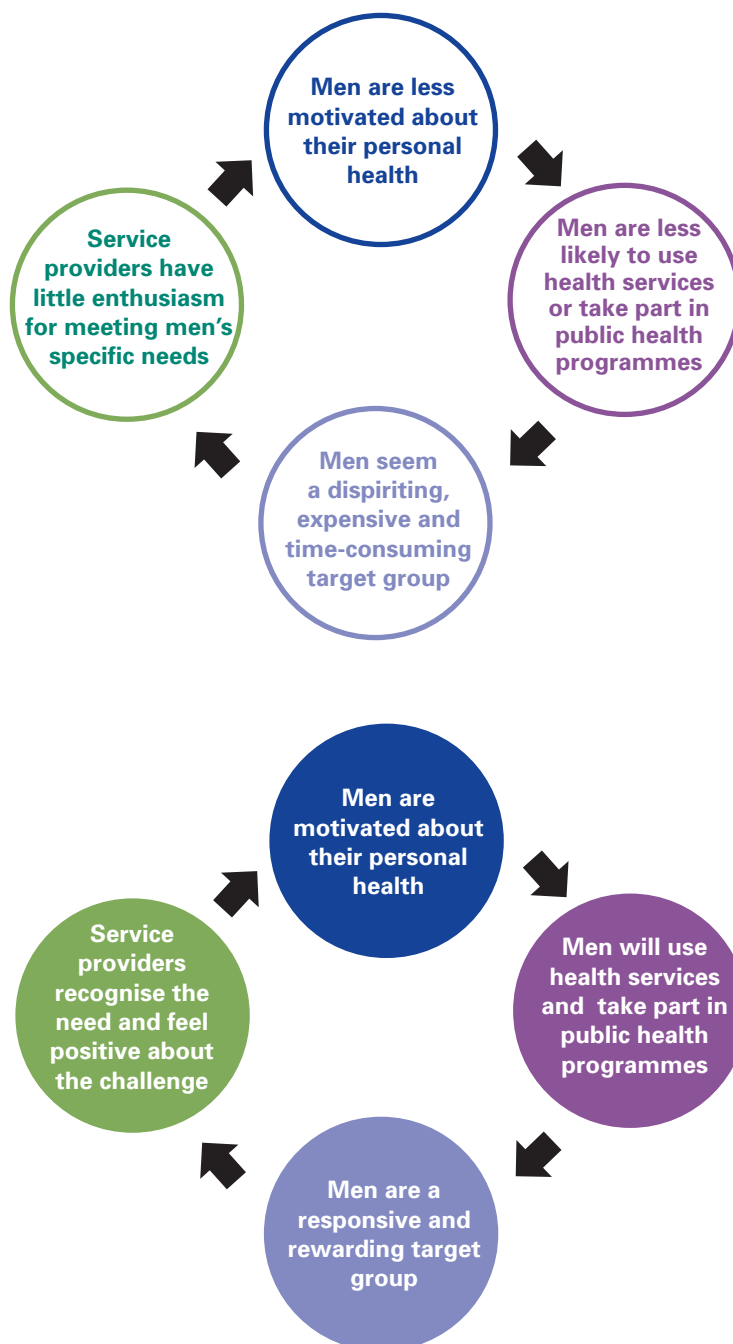 Men are less
motivated about
their personal
health
Men are less
likely to use
health services
or take part in
public health
programmes
Men seem
a dispiriting,
expensive and
time-consuming
target group
Service
providers have
little enthusiasm
for meeting men’s
specific needs
Men are
motivated about
their personal
health
Men will use
health services
and take part in
public health
programmes
Men are a
responsive and
rewarding target
group
Service
providers
recognise the
need and feel
positive about
the challenge